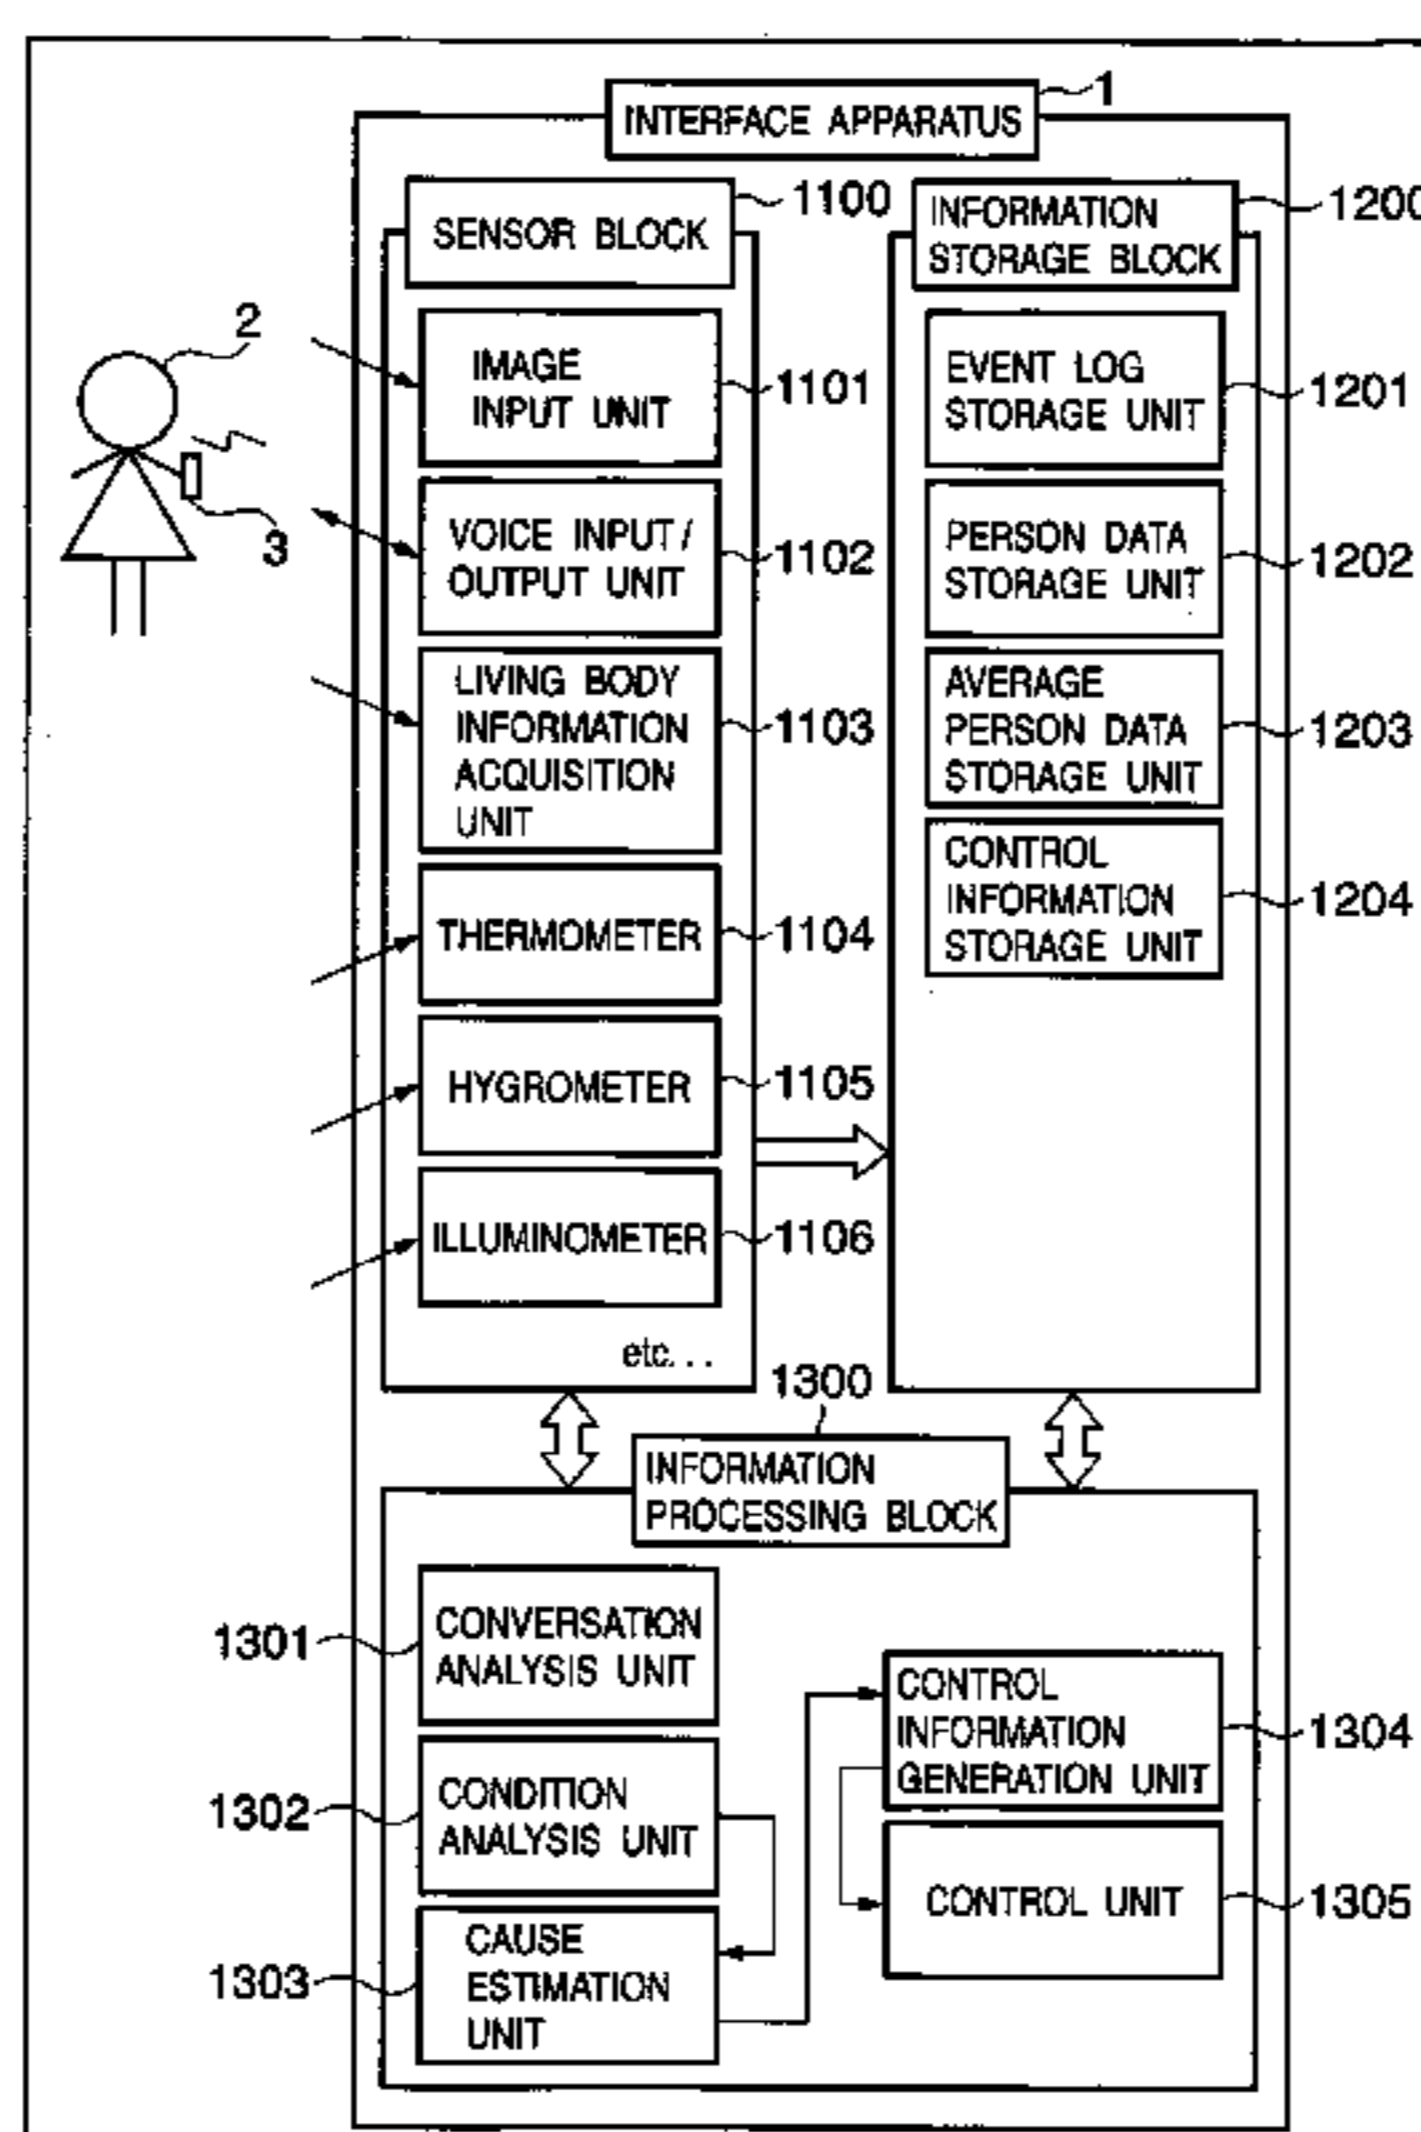 INTERFACE APPARATUS
1
SENSOR BLOCK
1100
IMAGE
INPUT UNIT
1101
VOICE INPUT/
OUTPUT UNIT
1102
LIVING BODY
INFORMATION
ACQUISITION
UNIT
1103
THERMOMETER
1104
HYGROMETER
1105
ILLUMINOMETER
1106
etc...
2
3
INFORMATION
STORAGE BLOCK
1200
EVENT LOG
STORAGE UNIT
1201
PERSON DATA
STORAGE UNIT
1202
AVERAGE
PERSON DATA
STORAGE UNIT
1203
CONTROL
INFORMATION
STORAGE UNIT
1204
1300
INFORMATION
PROCESSING BLOCK
1301
CONVERSATION
ANALYSIS UNIT
1302
CONDITION
ANALYSIS UNIT
1303
CAUSE
ESTIMATION
UNIT
CONTROL
INFORMATION
GENERATION UNIT
1304
CONTROL UNIT
1305